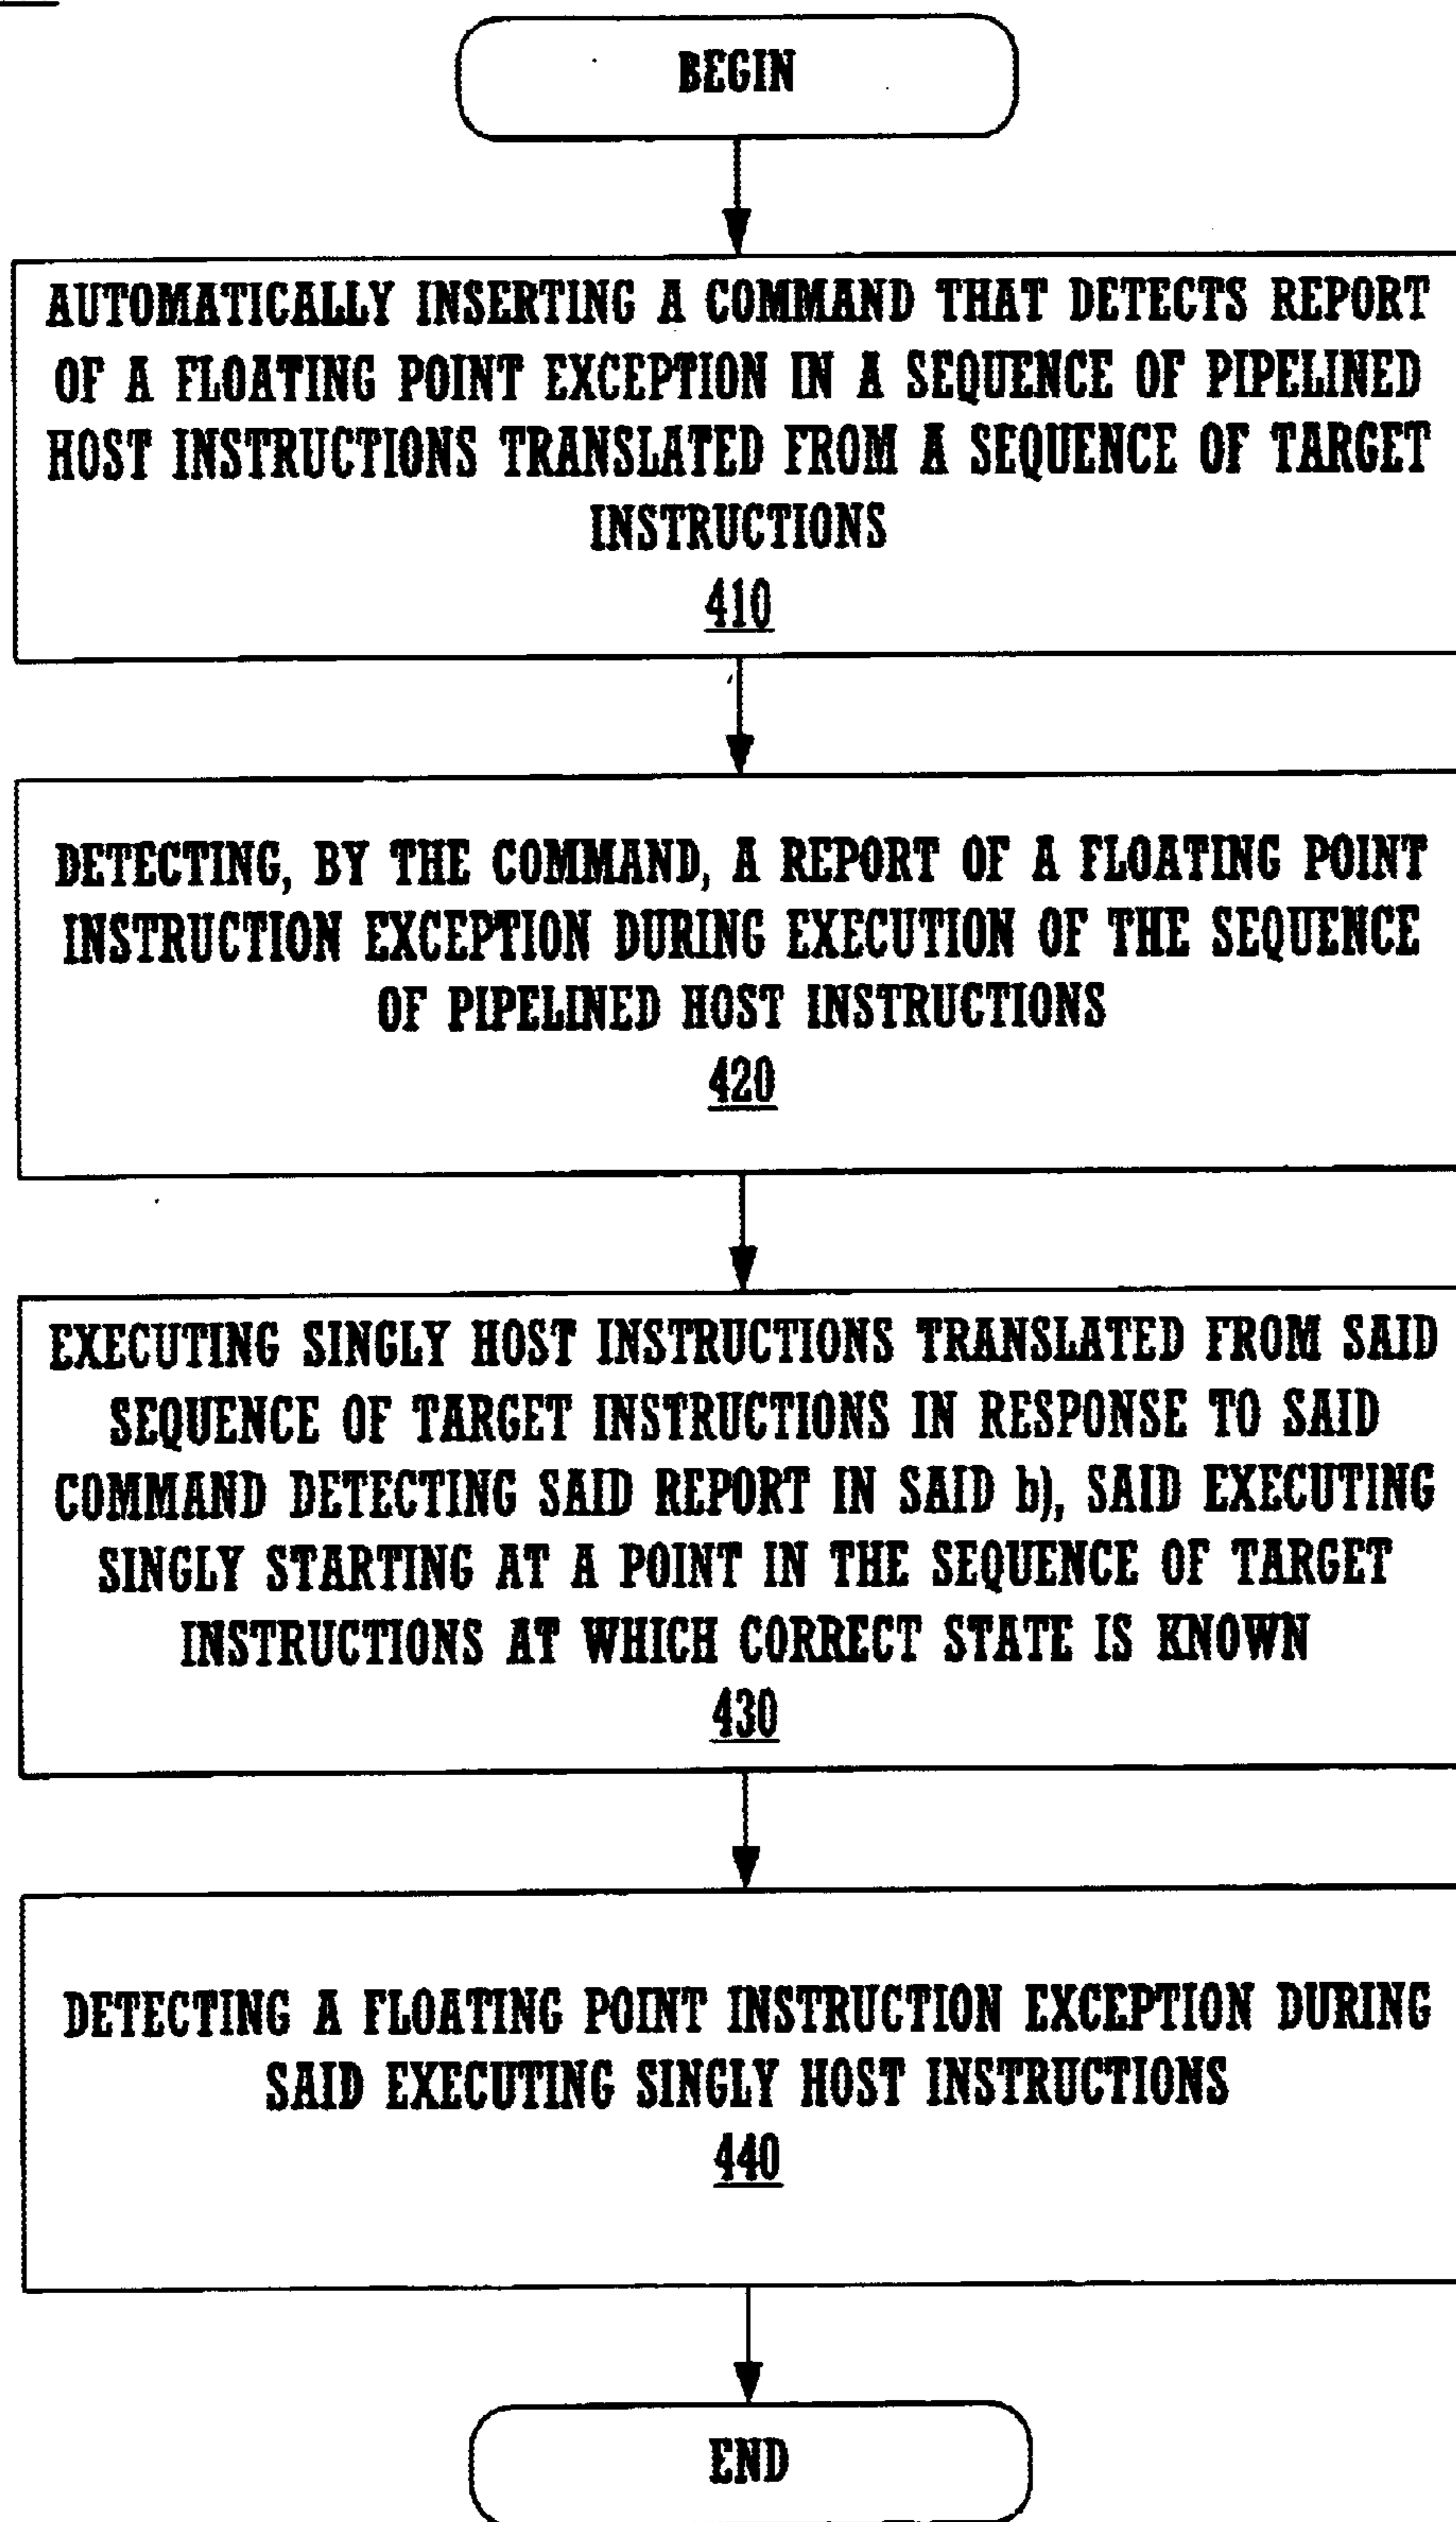 BEGIN
AUTOMATICALLY INSERTING A COMMAND THAT DETECTS REPORT
OF A FLOATING POINT EXCEPTION IN A SEQUENCE OF PIPELINED
HOST INSTRUCTIONS TRANSLATED FROM A SEQUENCE OF TARGET
INSTRUCTIONS
410
DETECTING, BY THE COMMAND, A REPORT OF A FLOATING POINT
INSTRUCTION EXCEPTION DURING EXECUTION OF THE SEQUENCE
OF PIPELINED HOST INSTRUCTIONS
420
EXECUTING SINGLY HOST INSTRUCTIONS TRANSLATED FROM SAID
SEQUENCE OF TARGET INSTRUCTIONS IN RESPONSE TO SAID
COMMAND DETECTING SAID REPORT IN SAID b), SAID EXECUTING
SINGLY STARTING AT A POINT IN THE SEQUENCE OF TARGET
INSTRUCTIONS AT WHICH CORRECT STATE IS KNOWN
430
DETECTING A FLOATING POINT INSTRUCTION EXCEPTION DURING
SAID EXECUTING SINGLY HOST INSTRUCTIONS
440
END